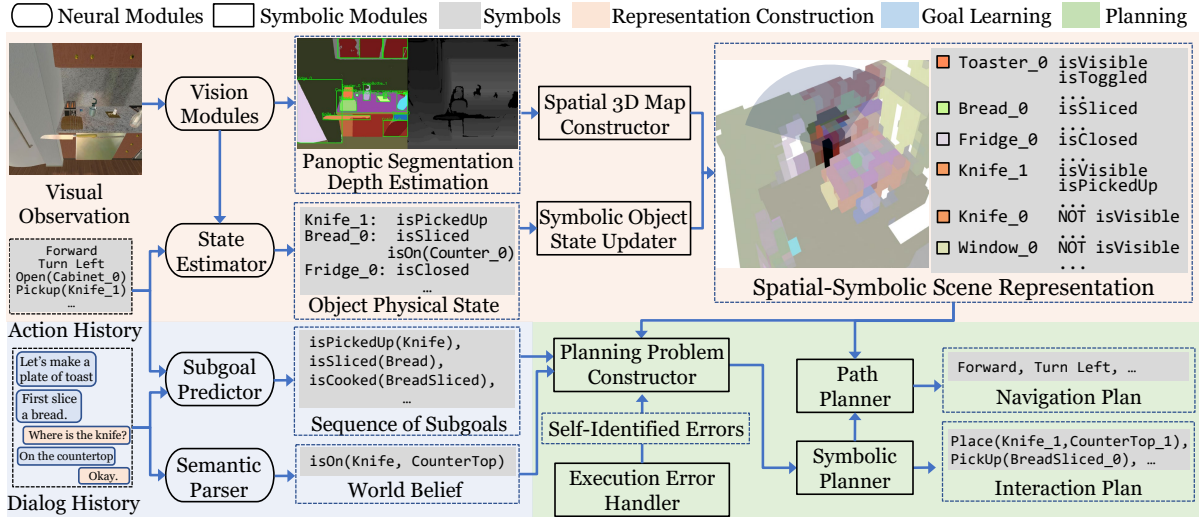 Neural Modules
Symbolic Modules
Symbols
Representation Construction
Goal Learning
Planning
Visual
Observation
Vision
Modules
Panoptic Segmentation
Depth Estimation
Spatial 3D Map
Constructor
Toaster_0 isVisible
isToggled
...
Bread_0 isSliced
...
Fridge_0 isClosed
...
Knife_1 isVisible
isPickedUp
...
Knife_0 NOT isVisible
Window_0 NOT isVisible
...
Spatial-Symbolic Scene Representation
Forward
Turn Left
Open(Cabinet_0)
Pickup(Knife_1)
…
Action History
State
Estimator
Knife_1: isPickedUp
Bread_0: isSliced
isOn(Counter_0)
Fridge_0: isClosed
…
Object Physical State
Symbolic Object
State Updater
Let's make a
plate of toast
First slice
a bread.
Where is the knife?
On the countertop
Okay.
Dialog History
Subgoal
Predictor
isPickedUp(Knife),
isSliced(Bread),
isCooked(BreadSliced),
…
Sequence of Subgoals
Semantic
Parser
isOn(Knife, CounterTop)
World Belief
Planning Problem
Constructor
Self-Identified Errors
Execution Error
Handler
Path
Planner
Symbolic
Planner
Forward, Turn Left, …
Navigation Plan
Place(Knife_1,CounterTop_1),
PickUp(BreadSliced_0), …
Interaction Plan